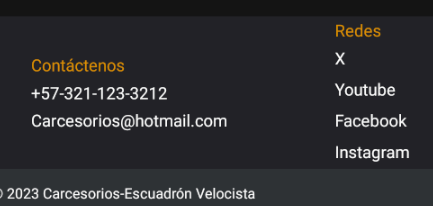 Contáctenos
+57-321-123-3212
Carcesorios@hotmail.com
Redes
X
Youtube
Facebook
Instagram
© 2023 Carcesorios-Escuadrón Velocista